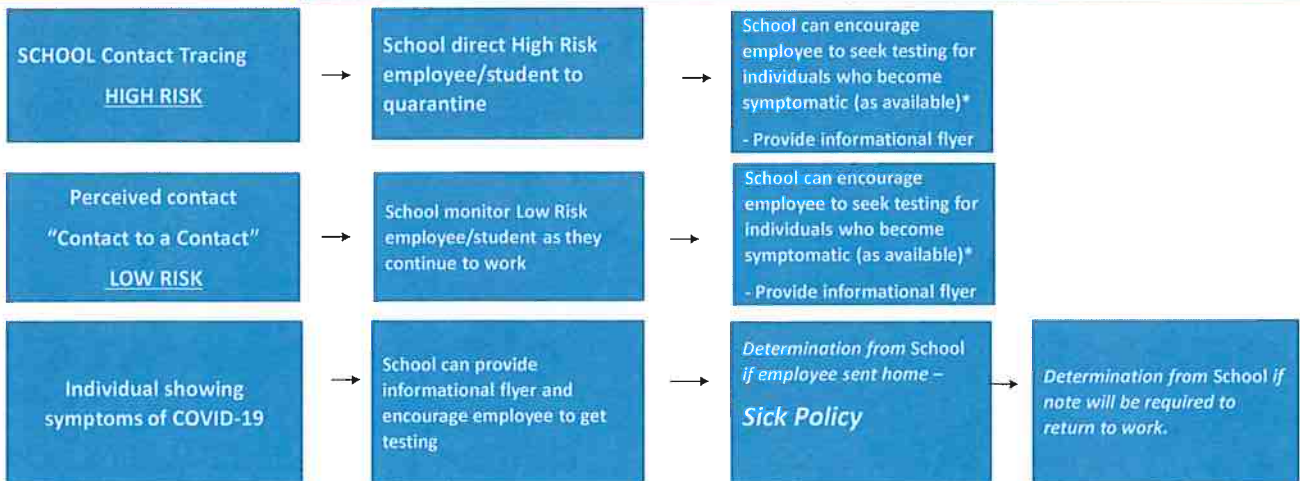 SCHOOL Contact Tracing
HIGH RISK
School direct High Risk
employee/student to
quarantine
School can encourage
employee to seek testing for
individuals who become
symptomatic (as available)*
- Provide informational flyer
Perceived contact
“Contact to a Contact”
LOW RISK
School monitor Low Risk
employee/student as they
continue to work
School can encourage
employee to seek testing for
individuals who become
symptomatic (as available)*
- Provide informational flyer
Individual showing
symptoms of COVID-19
School can provide
informational flyer and
encourage employee to get
testing
Determination from School
if employee sent home –
Sick Policy
Determination from School if
note will be required to
return to work.